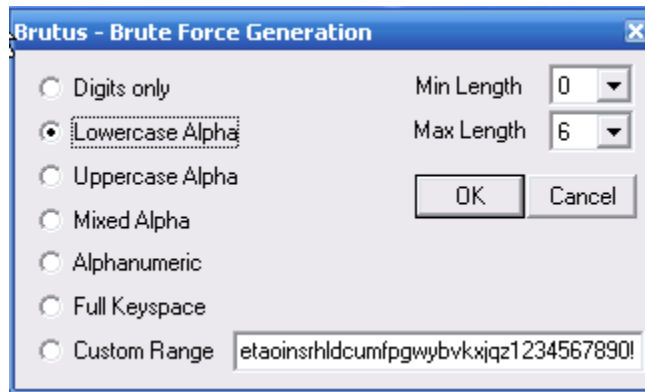 Brutus - Brute Force Generation
Digits only
Min Length 0
Lowercase Alpha
Max Length 6
Uppercase Alpha
OK Cancel
Mixed Alpha
Alphanumeric
Full Keyspace
Custom Range etaoinsrhldcumfpgwybvkxjqz1234567890!